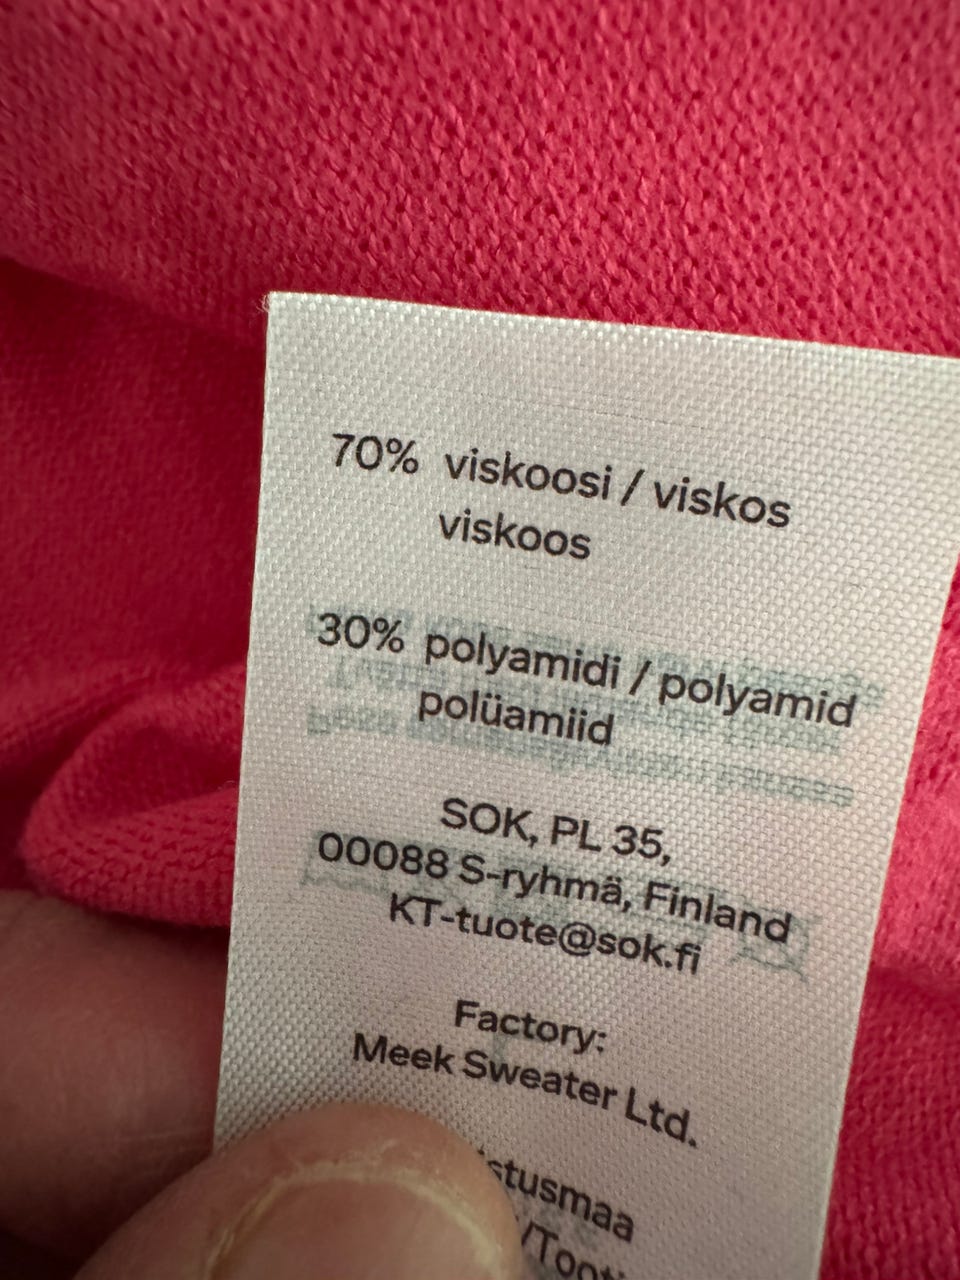 70% viskoosi / viskos
viskoos
30% polyamidi / polyamid
polüamiid
SOK, PL 35,
00088 S-ryhmä, Finland
KT-tuote@sok.fi
Factory:
Meek Sweater Ltd.